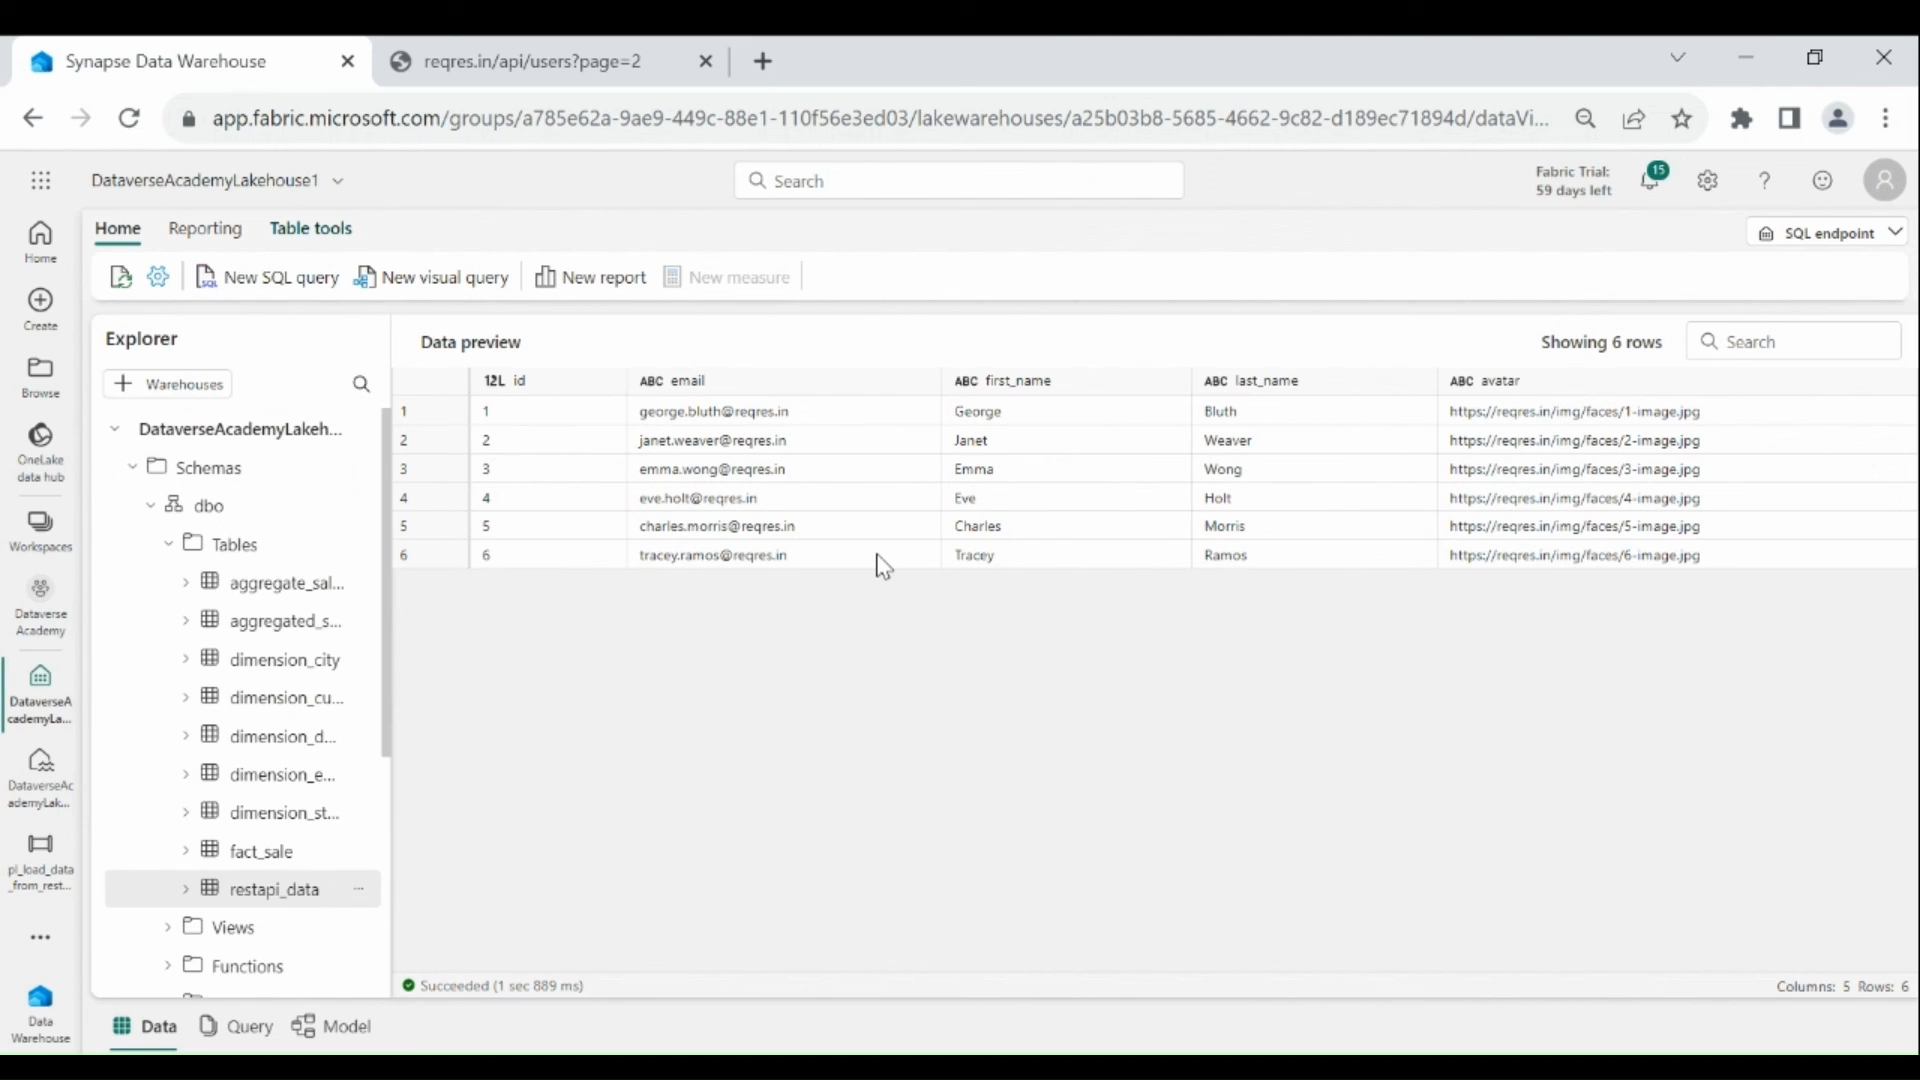 Synapse Data Warehouse
reqres.in/api/users?page=2
app.fabric.microsoft.com/groups/a785e62a-9ae9-449c-88e1-110f56e3ed03/lakewarehouses/a25b03b8-5685-4662-9c82-d189ec71894d/dataVi...
DataverseAcademyLakehouse1
Search
Fabric Trial:
59 days left
15
Home Reporting Table tools
SQL endpoint
New SQL query New visual query New report New measure
Home
Create
Browse
OneLake
data hub
Workspaces
Dataverse
Academy
DataverseA
cademyLa...
DataverseAc
ademyLak...
pl_load_data
_from_rest...
...
Data
Warehouse
Explorer
+ Warehouses
DataverseAcademyLakeh...
Schemas
dbo
Tables
aggregate_sal...
aggregated_s...
dimension_city
dimension_cu...
dimension_d...
dimension_e...
dimension_st...
fact_sale
restapi_data ...
Views
Functions
Data preview
Showing 6 rows
Search
12L id ABC email ABC first_name ABC last_name ABC avatar
1 1 george.bluth@reqres.in George Bluth https://reqres.in/img/faces/1-image.jpg
2 2 janet.weaver@reqres.in Janet Weaver https://reqres.in/img/faces/2-image.jpg
3 3 emma.wong@reqres.in Emma Wong https://reqres.in/img/faces/3-image.jpg
4 4 eve.holt@reqres.in Eve Holt https://reqres.in/img/faces/4-image.jpg
5 5 charles.morris@reqres.in Charles Morris https://reqres.in/img/faces/5-image.jpg
6 6 tracey.ramos@reqres.in Tracey Ramos https://reqres.in/img/faces/6-image.jpg
Succeeded (1 sec 889 ms)
Columns: 5 Rows: 6
Data Query Model